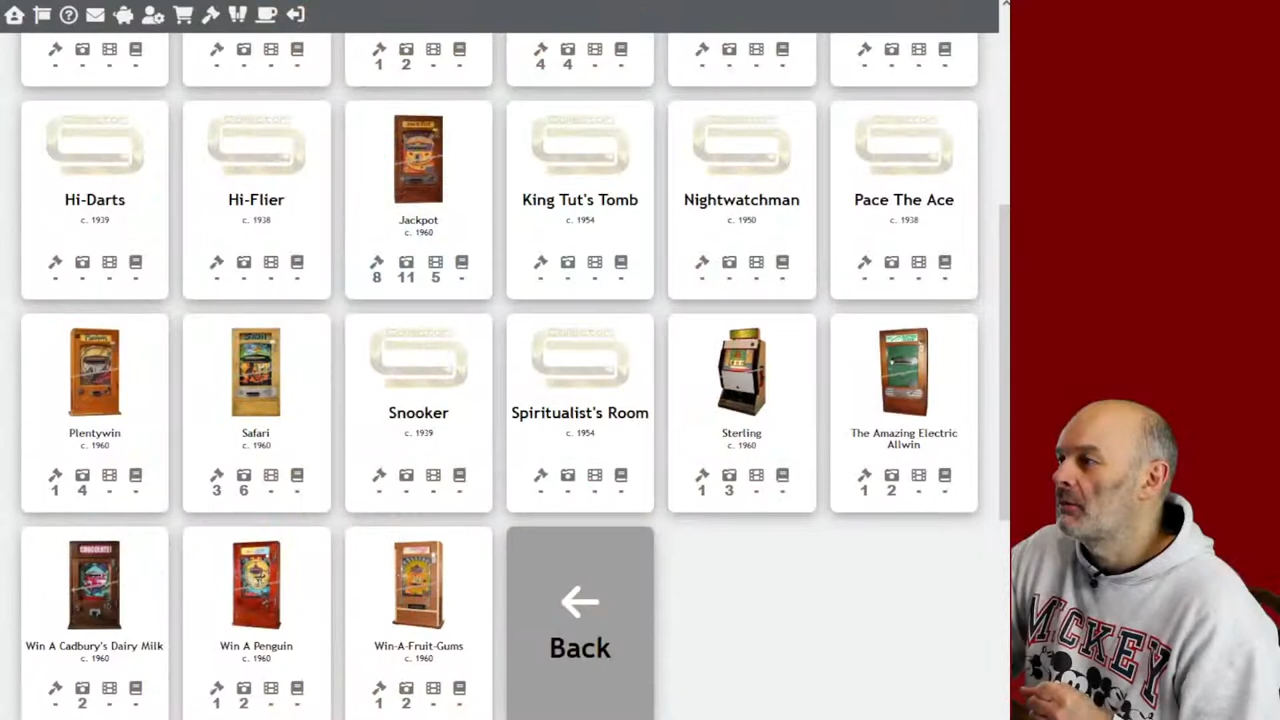 - - - -
- - - -
1 2 - -
4 4 - -
- - - -
- - - -
Hi-Darts
c. 1939
- - - -
Hi-Flier
c. 1938
- - - -
Jackpot
c. 1960
8 11 5 -
King Tut's Tomb
c. 1954
- - - -
Nightwatchman
c. 1950
- - - -
Pace The Ace
c. 1938
- - - -
Plentywin
c. 1960
1 4 - -
Safari
c. 1960
3 6 - -
Snooker
c. 1939
- - - -
Spiritualist's Room
c. 1954
- - - -
Sterling
c. 1960
1 3 - -
The Amazing Electric
Allwin
1 2 - -
CHOCOLATE
Win A Cadbury's Dairy Milk
c. 1960
- 2 - -
Win A Penguin
c. 1960
1 2 - -
Win-A-Fruit-Gums
c. 1960
1 2 - -
Back
MICKEY